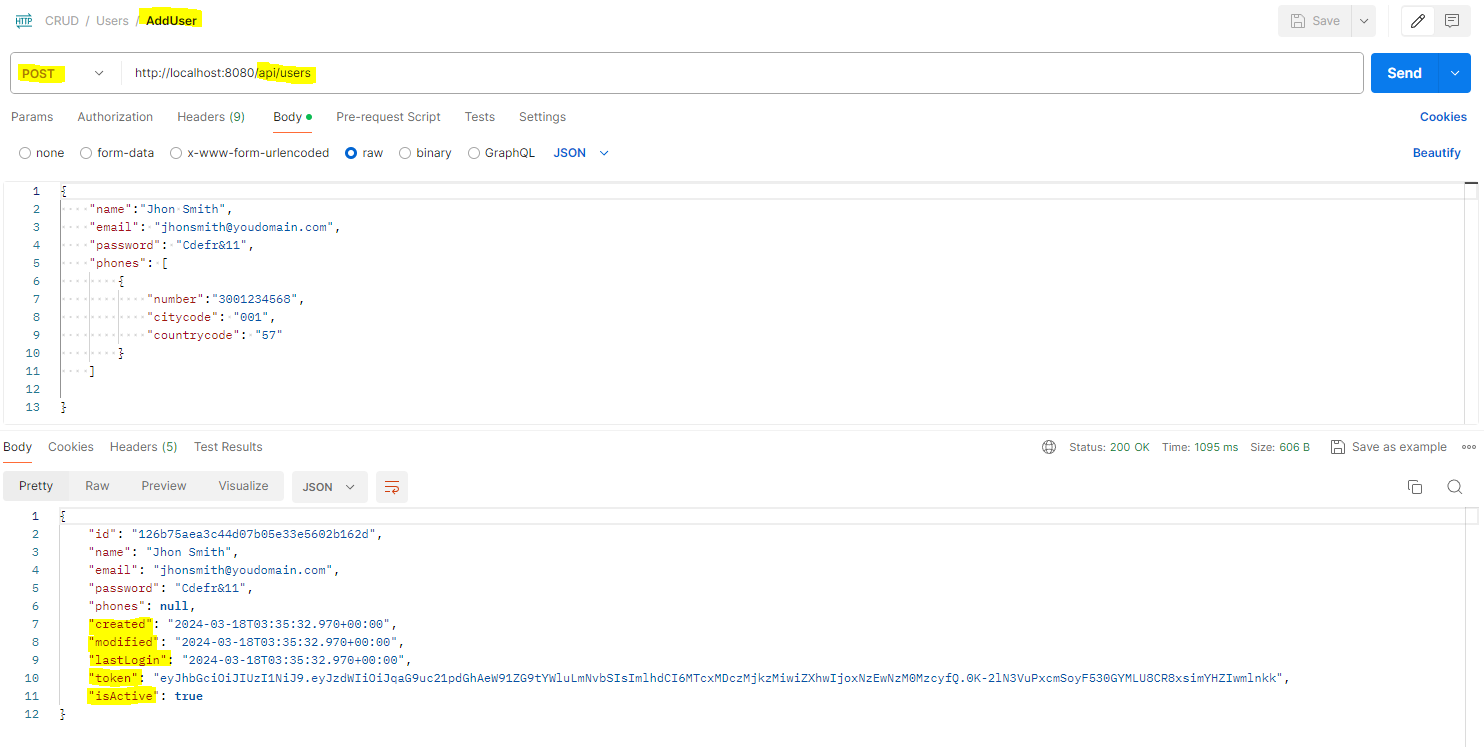 HTTP CRUD / Users / AddUser Save
POST http://localhost:8080/api/users Send
Params Authorization Headers (9) Body Pre-request Script Tests Settings Cookies
none form-data x-www-form-urlencoded raw binary GraphQL JSON Beautify
1 {
2 "name":"Jhon Smith",
3 "email": "jhonsmith@youdomain.com",
4 "password": "Cdefr&11",
5 "phones": [
6 {
7 "number":"3001234568",
8 "citycode": "001",
9 "countrycode": "57"
10 }
11 ]
12
13 }
Body Cookies Headers (5) Test Results Status: 200 OK Time: 1095 ms Size: 606 B Save as example
Pretty Raw Preview Visualize JSON
1 {
2 "id": "126b75aea3c44d07b05e33e5602b162d",
3 "name": "Jhon Smith",
4 "email": "jhonsmith@youdomain.com",
5 "password": "Cdefr&11",
6 "phones": null,
7 "created": "2024-03-18T03:35:32.970+00:00",
8 "modified": "2024-03-18T03:35:32.970+00:00",
9 "lastLogin": "2024-03-18T03:35:32.970+00:00",
10 "token": "eyJhbGciOiJIUzI1NiJ9.eyJzdWIiOiJqaG9uc21pdGhAeW91ZG9tYWluLmNvbSIsImlhdCI6MTcxMDczMjkzMiwiZXhwIjoxNzEwNzM0MzcyfQ.0K-2lN3VuPxcmSoyF530GYMLU8CR8xsimYHZIwmlnkk",
11 "isActive": true
12 }